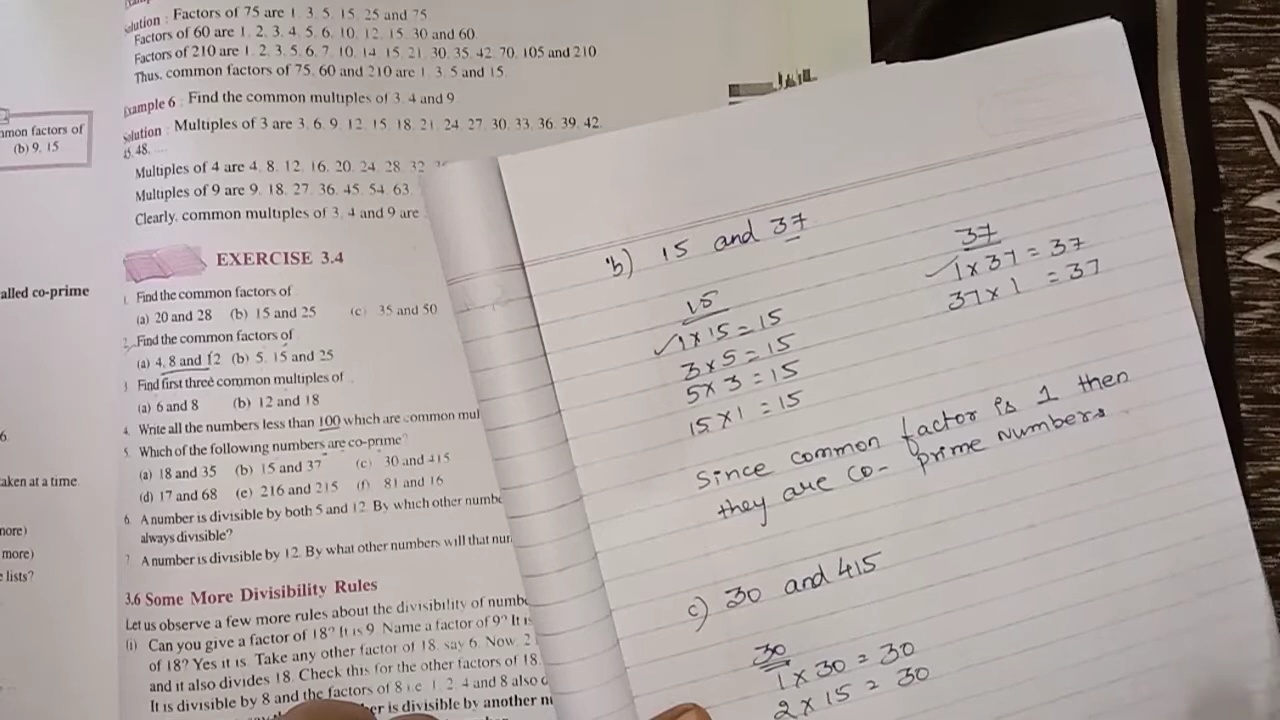 Solution : Factors of 75 are 1, 3, 5, 15, 25 and 75
Factors of 60 are 1, 2, 3, 4, 5, 6, 10, 12, 15, 30 and 60
Factors of 210 are 1, 2, 3, 5, 6, 7, 10, 14, 15, 21, 30, 35, 42, 70, 105 and 210
Thus, common factors of 75, 60 and 210 are 1, 3, 5 and 15.
Example 6 : Find the common multiples of 3, 4 and 9.
Solution : Multiples of 3 are 3, 6, 9, 12, 15, 18, 21, 24, 27, 30, 33, 36, 39, 42,
45, 48, ....
Multiples of 4 are 4, 8, 12, 16, 20, 24, 28, 32,
Multiples of 9 are 9, 18, 27, 36, 45, 54, 63,
Clearly, common multiples of 3, 4 and 9 are
factors of
(b) 9, 15
alled co-prime
6
aken at a time.
more)
lists?
EXERCISE 3.4
1. Find the common factors of
(a) 20 and 28 (b) 15 and 25 (c) 35 and 50
2. Find the common factors of
(a) 4, 8 and 12 (b) 5, 15 and 25
3. Find first three common multiples of
(a) 6 and 8 (b) 12 and 18
4. Write all the numbers less than 100 which are common mul
5. Which of the following numbers are co-prime?
(a) 18 and 35 (b) 15 and 37 (c) 30 and 415
(d) 17 and 68 (e) 216 and 215 (f) 81 and 16
6. A number is divisible by both 5 and 12. By which other numbe
always divisible?
7. A number is divisible by 12. By what other numbers will that num
3.6 Some More Divisibility Rules
Let us observe a few more rules about the divisibility of numbe
(i) Can you give a factor of 18? It is 9. Name a factor of 9? It is
of 18? Yes it is. Take any other factor of 18, say 6. Now, 2
and it also divides 18. Check this for the other factors of 18.
It is divisible by 8 and the factors of 8 i.e. 1, 2, 4 and 8 also d
er is divisible by another n
b) 15 and 37
15
1 x 15 = 15
3 x 5 = 15
5 x 3 = 15
15 x 1 = 15
37
1 x 37 = 37
37 x 1 = 37
Since common factor is 1 then
they are co- prime numbers.
c) 30 and 415
30
1 x 30 = 30
2 x 15 = 30